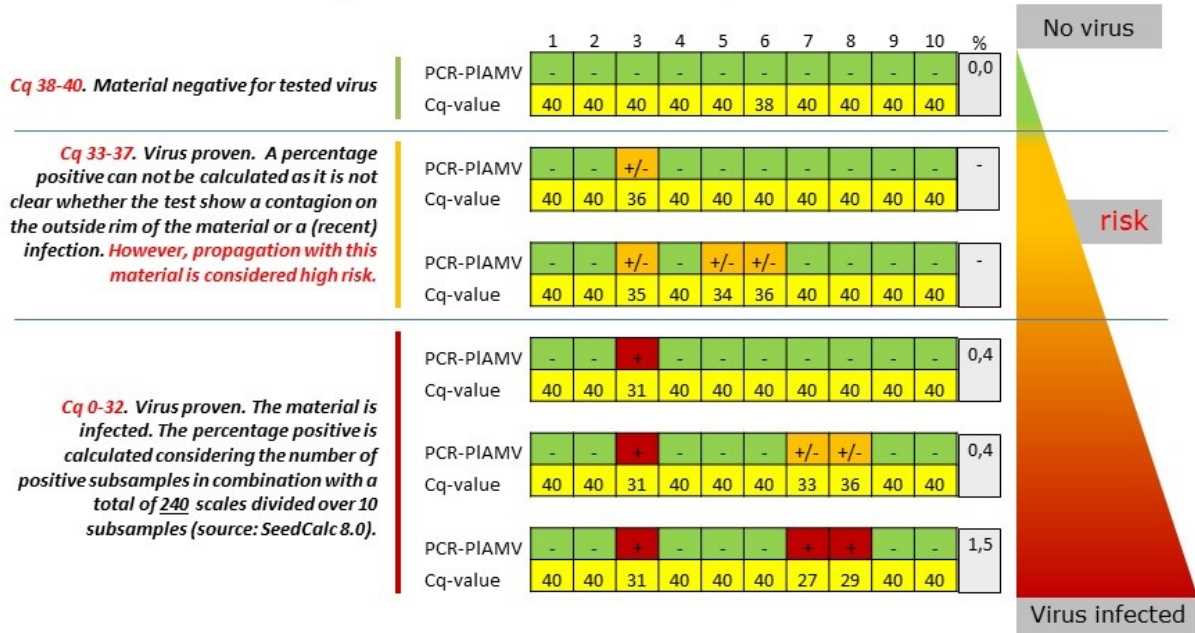 No virus
1 2 3 4 5 6 7 8 9 10 %
Cq 38-40. Material negative for tested virus
PCR-PlAMV - - - - - - - - - - 0,0
Cq-value 40 40 40 40 40 38 40 40 40 40
Cq 33-37. Virus proven. A percentage
positive can not be calculated as it is not
clear whether the test show a contagion on
the outside rim of the material or a (recent)
infection. However, propagation with this
material is considered high risk.
PCR-PlAMV - - +/- - - - - - - - -
Cq-value 40 40 36 40 40 40 40 40 40 40
risk
PCR-PlAMV - - +/- - +/- +/- - - - - -
Cq-value 40 40 35 40 34 36 40 40 40 40
PCR-PlAMV - - + - - - - - - - 0,4
Cq-value 40 40 31 40 40 40 40 40 40 40
Cq 0-32. Virus proven. The material is
infected. The percentage positive is
calculated considering the number of
positive subsamples in combination with a
total of 240 scales divided over 10
subsamples (source: SeedCalc 8.0).
PCR-PlAMV - - + - - - +/- +/- - - 0,4
Cq-value 40 40 31 40 40 40 33 36 40 40
PCR-PlAMV - - + - - - + + - - 1,5
Cq-value 40 40 31 40 40 40 27 29 40 40
Virus infected